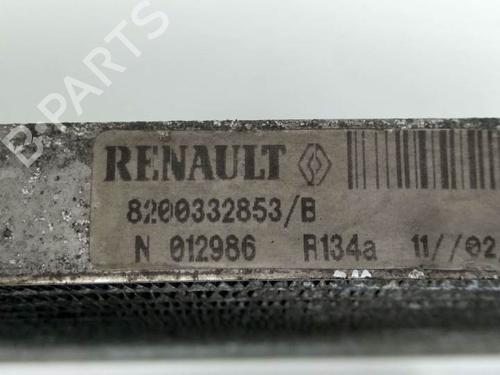 B-PARTS
RENAULT
8200332853/B
N 012986 R134a 11//02